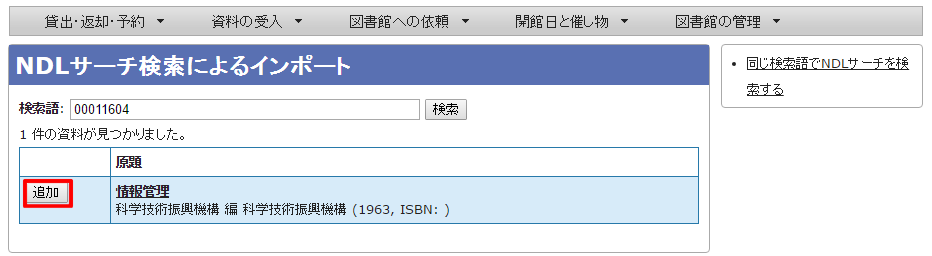 貸出・返却・予約 資料の受入 図書館への依頼 開館日と催し物 図書館の管理
NDLサーチ検索によるインポート
検索語: 00011604 検索
1 件の資料が見つかりました。
原題
追加 情報管理
科学技術振興機構 編 科学技術振興機構 (1963, ISBN: )
同じ検索語でNDLサーチを検
索する